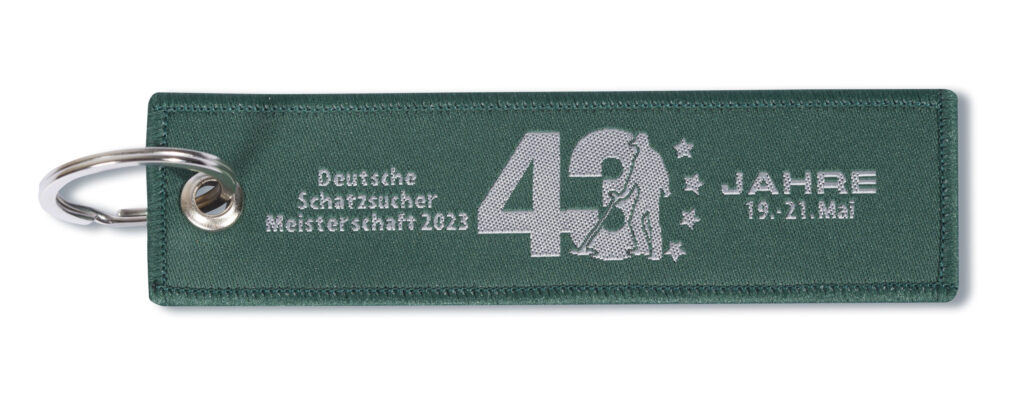 Deutsche
Schatzsucher
Meisterschaft 2023
43
JAHRE
19.-21. Mai